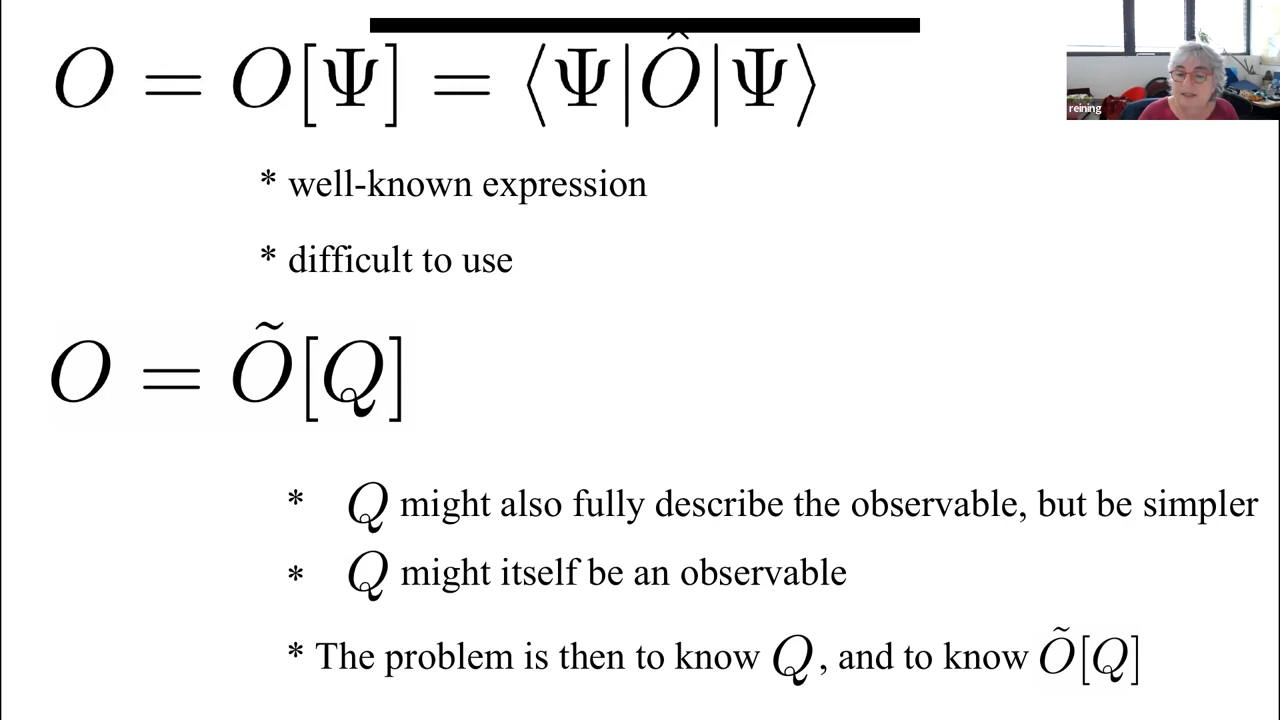 O = O[Ψ] = ⟨Ψ|Ô|Ψ⟩
reining
* well-known expression
* difficult to use
O = Õ[Q]
* Q might also fully describe the observable, but be simpler
* Q might itself be an observable
* The problem is then to know Q, and to know Õ[Q]